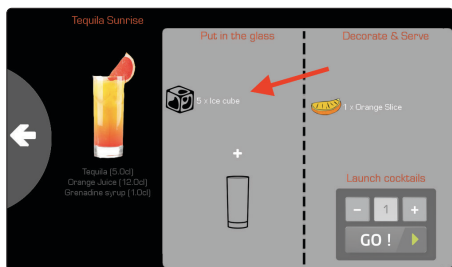 Tequila Sunrise
Tequila (5.0cl)
Orange Juice (12.0cl)
Grenadine syrup (1.0cl)
Put in the glass
5 x Ice cube
+
Decorate & Serve
1 x Orange Slice
Launch cocktails
- 1 +
GO !